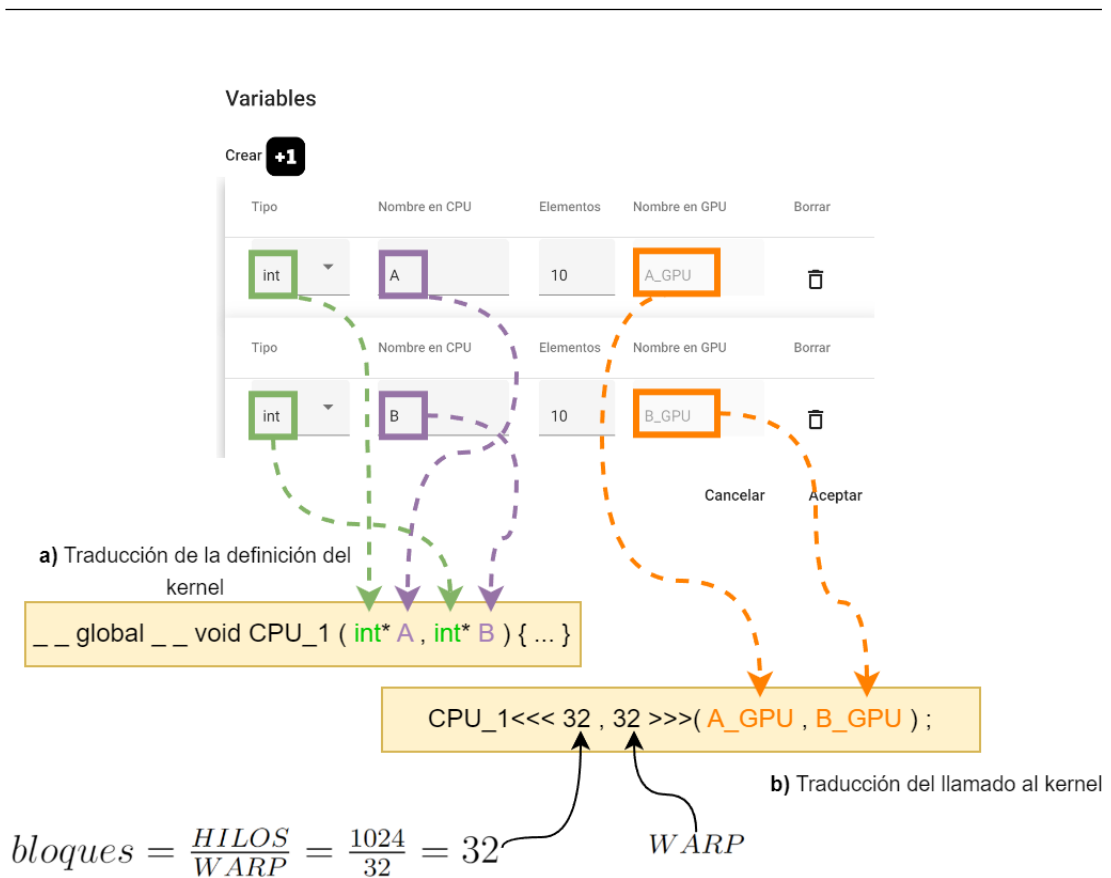 Variables
Crear +1
Tipo Nombre en CPU Elementos Nombre en GPU Borrar
int A 10 A_GPU
Tipo Nombre en CPU Elementos Nombre en GPU Borrar
int B 10 B_GPU
Cancelar Aceptar
a) Traducción de la definición del
kernel
_ _ global _ _ void CPU_1 ( int* A , int* B ) { ... }
CPU_1<<< 32 , 32 >>>( A_GPU , B_GPU ) ;
b) Traducción del llamado al kernel
bloques = HILOS/WARP = 1024/32 = 32
WARP